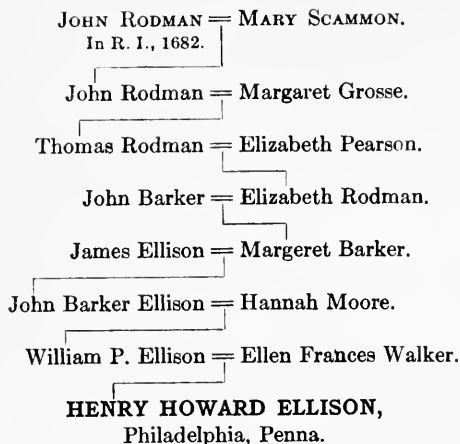 JOHN RODMAN = MARY SCAMMON.
In R. I., 1682.
John Rodman = Margaret Grosse.
Thomas Rodman = Elizabeth Pearson.
John Barker = Elizabeth Rodman.
James Ellison = Margeret Barker.
John Barker Ellison = Hannah Moore.
William P. Ellison = Ellen Frances Walker.
HENRY HOWARD ELLISON,
Philadelphia, Penna.